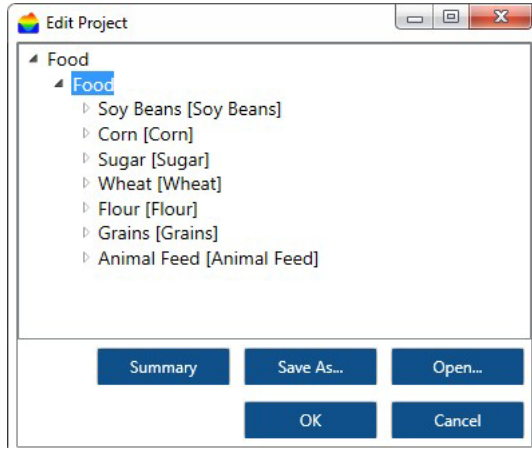 Edit Project
Food
Food
Soy Beans [Soy Beans]
Corn [Corn]
Sugar [Sugar]
Wheat [Wheat]
Flour [Flour]
Grains [Grains]
Animal Feed [Animal Feed]
Summary Save As... Open...
OK Cancel